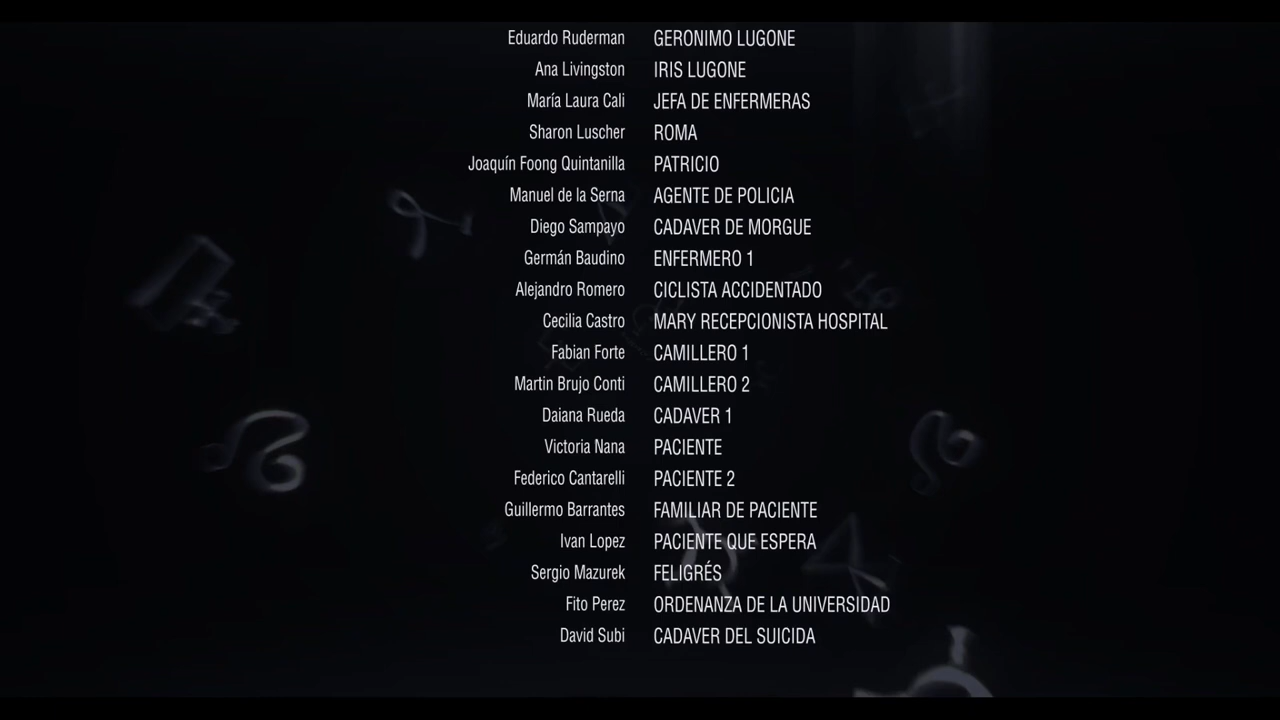 Eduardo Ruderman GERONIMO LUGONE
Ana Livingston IRIS LUGONE
María Laura Cali JEFA DE ENFERMERAS
Sharon Luscher ROMA
Joaquín Foong Quintanilla PATRICIO
Manuel de la Serna AGENTE DE POLICIA
Diego Sampayo CADAVER DE MORGUE
Germán Baudino ENFERMERO 1
Alejandro Romero CICLISTA ACCIDENTADO
Cecilia Castro MARY RECEPCIONISTA HOSPITAL
Fabian Forte CAMILLERO 1
Martin Brujo Conti CAMILLERO 2
Daiana Rueda CADAVER 1
Victoria Nana PACIENTE
Federico Cantarelli PACIENTE 2
Guillermo Barrantes FAMILIAR DE PACIENTE
Ivan Lopez PACIENTE QUE ESPERA
Sergio Mazurek FELIGRÉS
Fito Perez ORDENANZA DE LA UNIVERSIDAD
David Subi CADAVER DEL SUICIDA